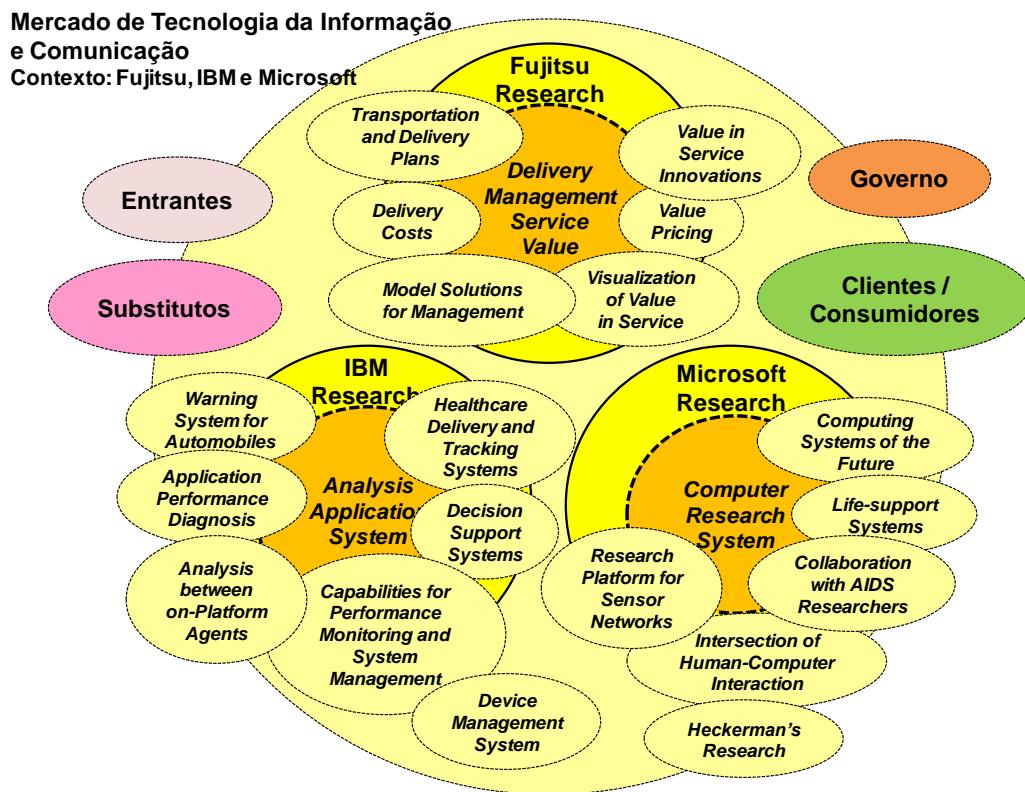 Mercado de Tecnologia da Informação
e Comunicação
Contexto: Fujitsu, IBM e Microsoft
Fujitsu
Research
Transportation
and Delivery
Plans
Value in
Service
Innovations
Delivery
Management
Service
Value
Delivery
Costs
Value
Pricing
Model Solutions
for Management
Visualization
of Value
in Service
Entrantes
Governo
Substitutos
Clientes /
Consumidores
IBM
Research
Warning
System for
Automobiles
Healthcare
Delivery and
Tracking
Systems
Application
Performance
Diagnosis
Analysis
Application
System
Decision
Support
Systems
Analysis
between
on-Platform
Agents
Capabilities for
Performance
Monitoring and
System
Management
Device
Management
System
Microsoft
Research
Computing
Systems of the
Future
Computer
Research
System
Life-support
Systems
Research
Platform for
Sensor
Networks
Collaboration
with AIDS
Researchers
Intersection of
Human-Computer
Interaction
Heckerman's
Research